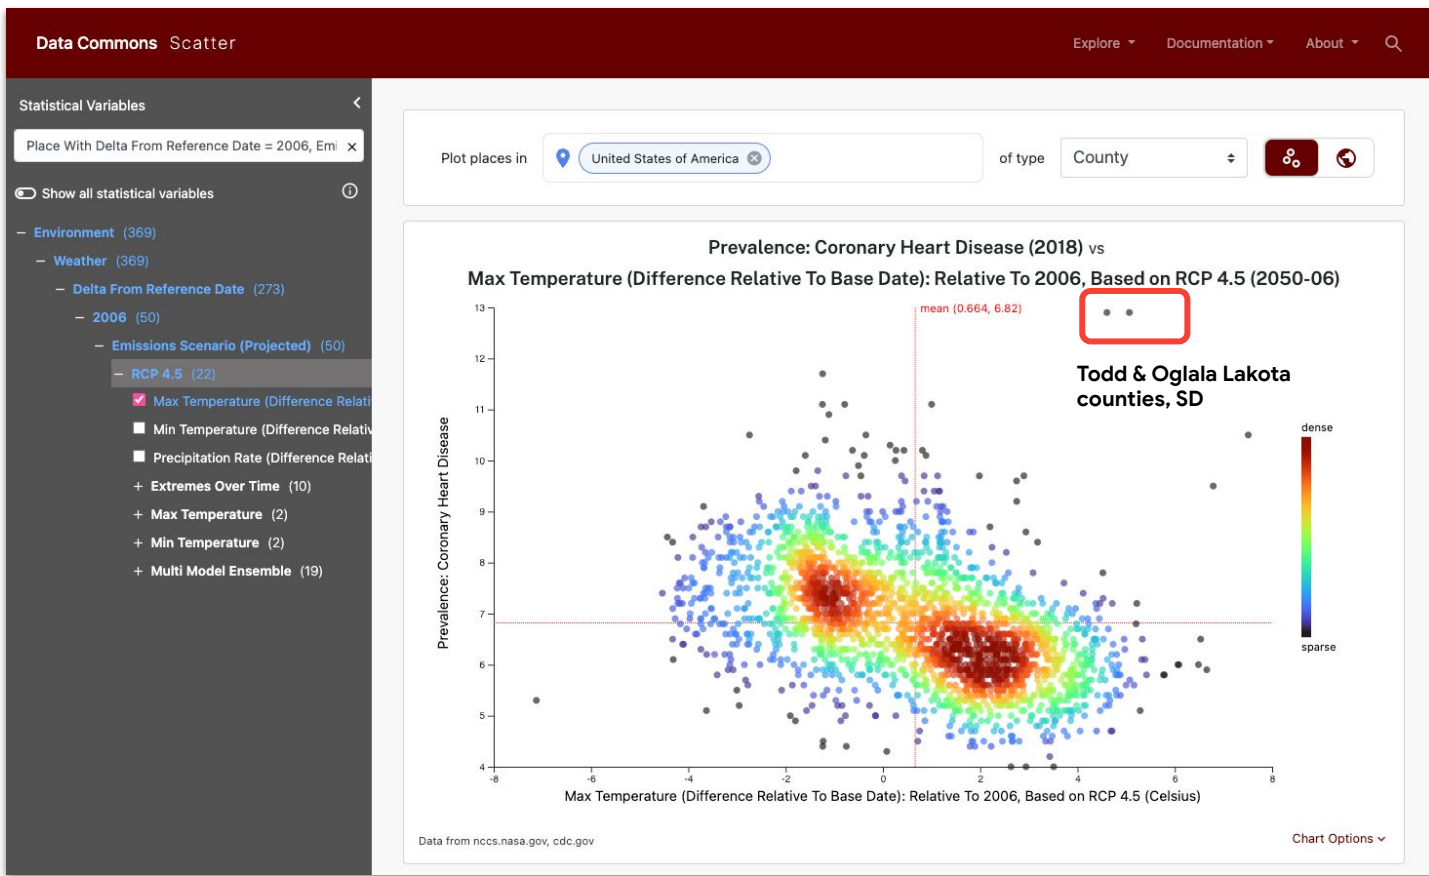 Data Commons Scatter
Explore
Documentation
About
Statistical Variables
Place With Delta From Reference Date = 2006, Emi
Show all statistical variables
Environment (369)
Weather (369)
Delta From Reference Date (273)
2006 (50)
Emissions Scenario (Projected) (50)
RCP 4.5 (22)
Max Temperature (Difference Relati
Min Temperature (Difference Relativ
Precipitation Rate (Difference Relati
+ Extremes Over Time (10)
+ Max Temperature (2)
+ Min Temperature (2)
+ Multi Model Ensemble (19)
Plot places in
United States of America
of type
County
Prevalence: Coronary Heart Disease (2018) vs
Max Temperature (Difference Relative To Base Date): Relative To 2006, Based on RCP 4.5 (2050-06)
mean (0.664, 6.82)
Todd & Oglala Lakota
counties, SD
dense
sparse
Prevalence: Coronary Heart Disease
13
12
11
10
9
8
7
6
5
4
-8
-6
-4
-2
0
2
4
6
8
Max Temperature (Difference Relative To Base Date): Relative To 2006, Based on RCP 4.5 (Celsius)
Data from nccs.nasa.gov, cdc.gov
Chart Options